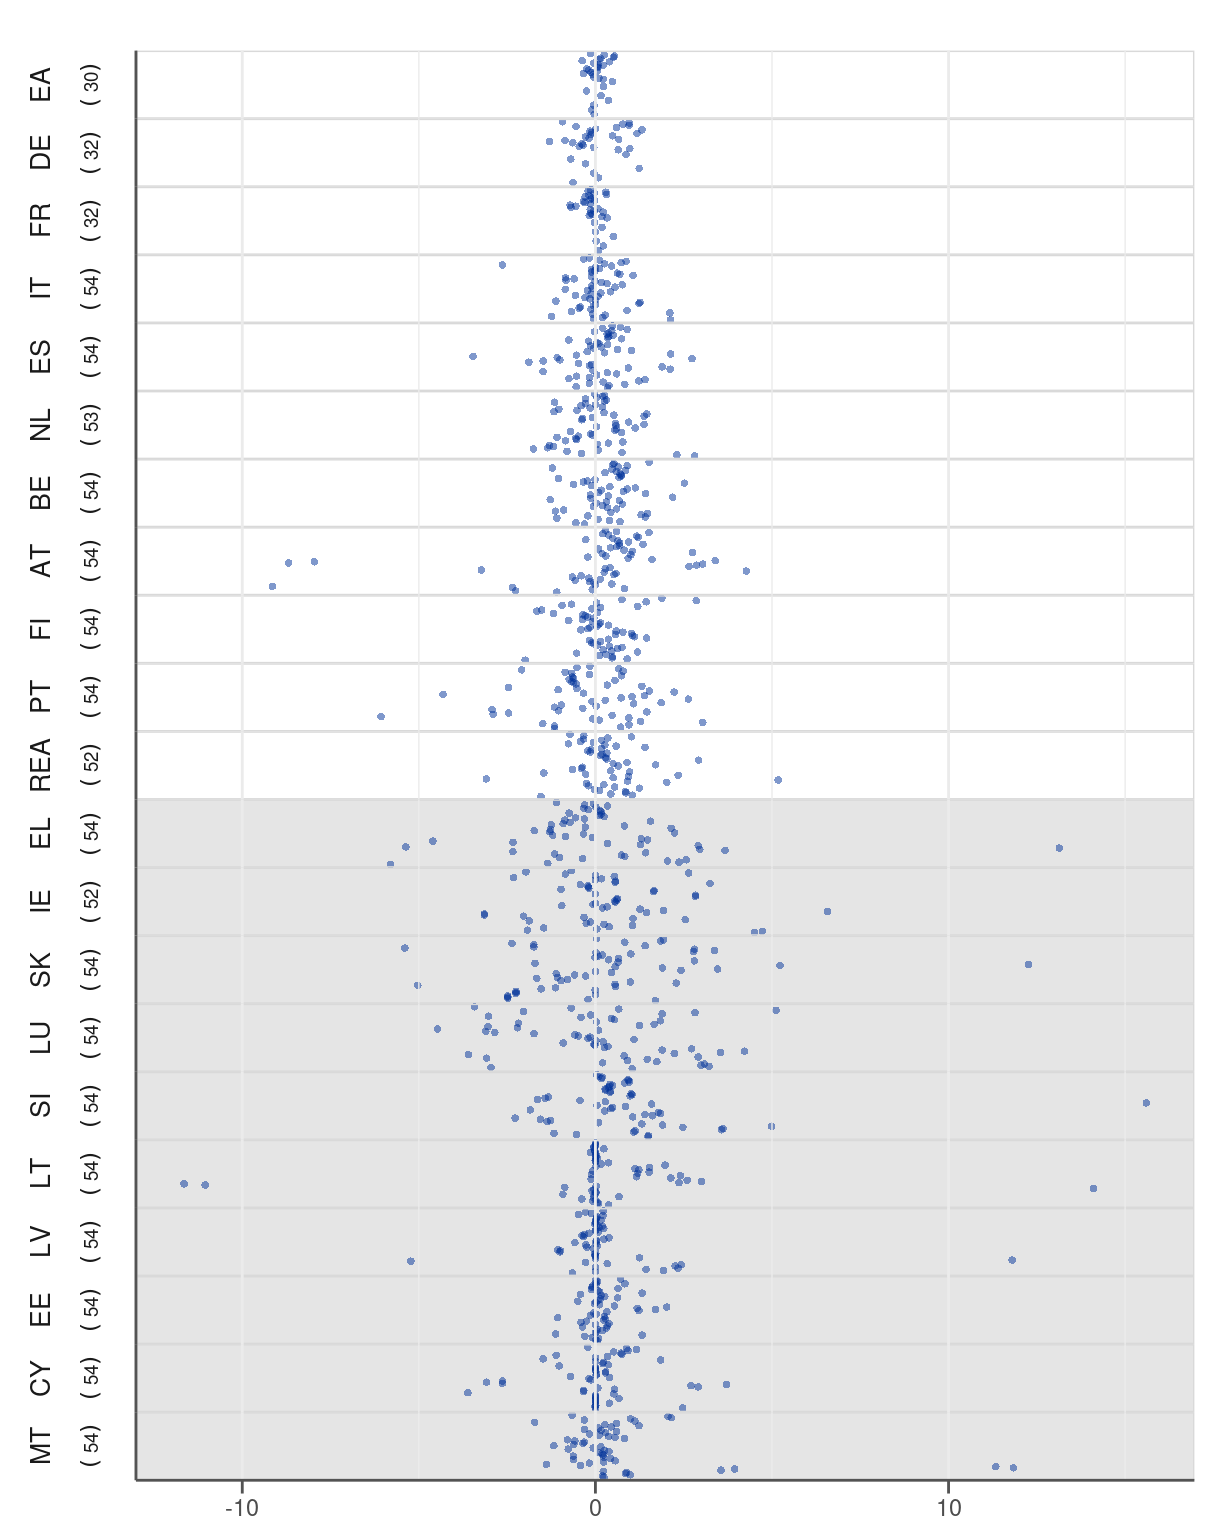 EA ( 30)
DE ( 32)
FR ( 32)
IT ( 54)
ES ( 54)
NL ( 53)
BE ( 54)
AT ( 54)
FI ( 54)
PT ( 54)
REA ( 52)
EL ( 54)
IE ( 52)
SK ( 54)
LU ( 54)
SI ( 54)
LT ( 54)
LV ( 54)
EE ( 54)
CY ( 54)
MT ( 54)
-10 0 10